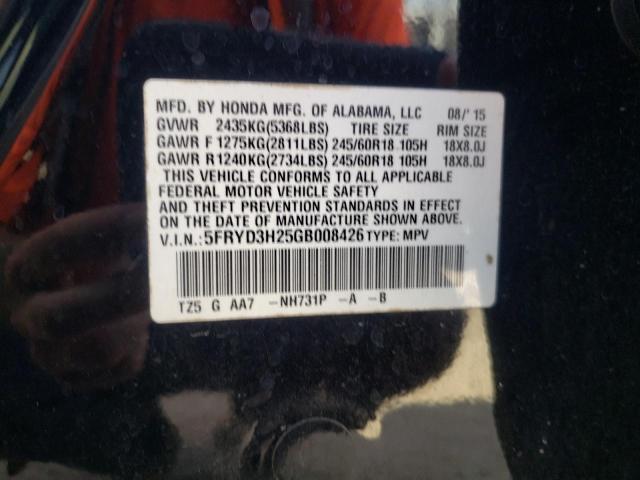 MFD. BY HONDA MFG. OF ALABAMA, LLC 08/'15
GVWR 2435KG(5368LBS) TIRE SIZE RIM SIZE
GAWR F 1275KG(2811LBS) 245/60R18 105H 18X8.0J
GAWR R 1240KG(2734LBS) 245/60R18 105H 18X8.0J
THIS VEHICLE CONFORMS TO ALL APPLICABLE
FEDERAL MOTOR VEHICLE SAFETY
AND THEFT PREVENTION STANDARDS IN EFFECT
ON THE DATE OF MANUFACTURE SHOWN ABOVE.
V.I.N.: 5FRYD3H25GB008426 TYPE: MPV
TZ5 G AA7 -NH731P -A -B